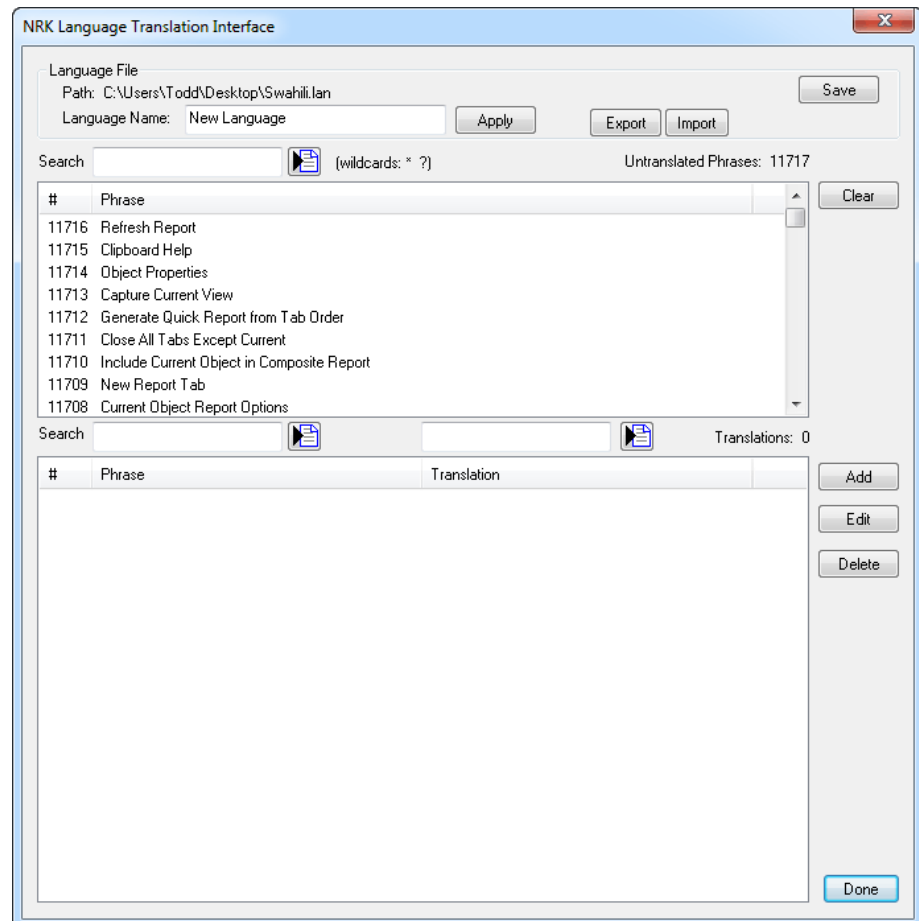 NRK Language Translation Interface
Language File
Path: C:\Users\Todd\Desktop\Swahili.lan
Save
Language Name: New Language Apply Export Import
Search (wildcards: * ?) Untranslated Phrases: 11717
# Phrase Clear
11716 Refresh Report
11715 Clipboard Help
11714 Object Properties
11713 Capture Current View
11712 Generate Quick Report from Tab Order
11711 Close All Tabs Except Current
11710 Include Current Object in Composite Report
11709 New Report Tab
11708 Current Object Report Options
Search Translations: 0
# Phrase Translation Add
Edit
Delete
Done